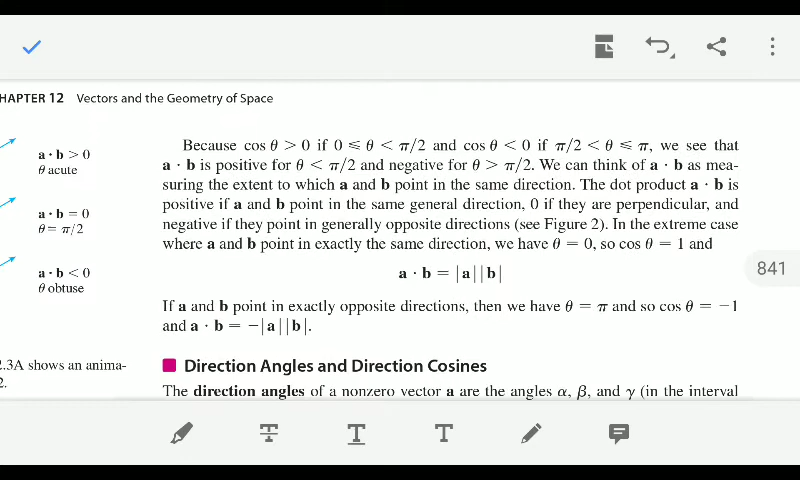 HAPTER 12 Vectors and the Geometry of Space
a · b > 0
θ acute
a · b = 0
θ = π/2
a · b < 0
θ obtuse
2.3A shows an anima-
2.
Because cos θ > 0 if 0 ≤ θ < π/2 and cos θ < 0 if π/2 < θ ≤ π, we see that
a · b is positive for θ < π/2 and negative for θ > π/2. We can think of a · b as mea-
suring the extent to which a and b point in the same direction. The dot product a · b is
positive if a and b point in the same general direction, 0 if they are perpendicular, and
negative if they point in generally opposite directions (see Figure 2). In the extreme case
where a and b point in exactly the same direction, we have θ = 0, so cos θ = 1 and
a · b = |a||b|
841
If a and b point in exactly opposite directions, then we have θ = π and so cos θ = −1
and a · b = −|a||b|.
Direction Angles and Direction Cosines
The direction angles of a nonzero vector a are the angles α, β, and γ (in the interval
T
T
T